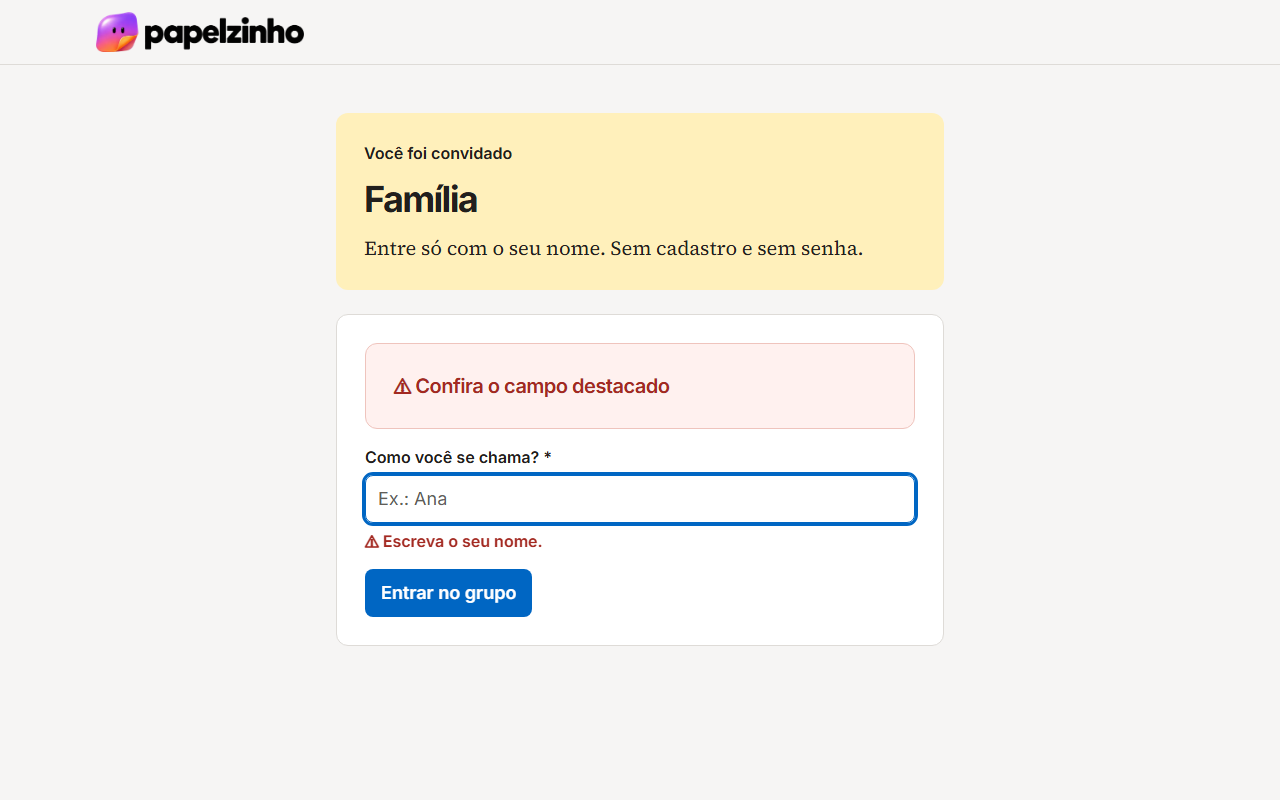 papelzinho
Você foi convidado
Família
Entre só com o seu nome. Sem cadastro e sem senha.
⚠ Confira o campo destacado
Como você se chama? *
Ex.: Ana
⚠ Escreva o seu nome.
Entrar no grupo